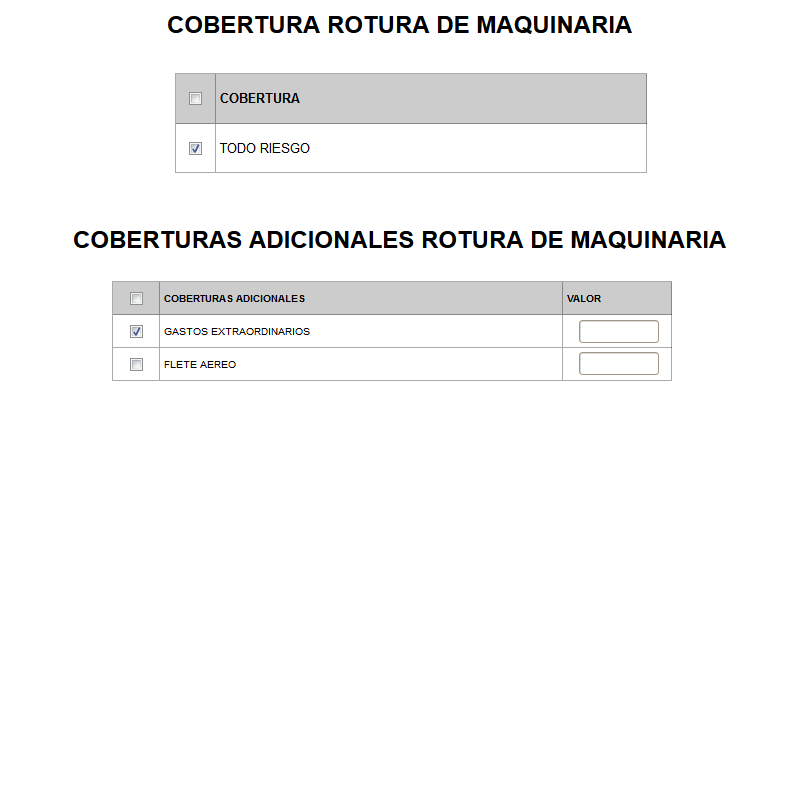 COBERTURA ROTURA DE MAQUINARIA
COBERTURA
TODO RIESGO
COBERTURAS ADICIONALES ROTURA DE MAQUINARIA
COBERTURAS ADICIONALES VALOR
GASTOS EXTRAORDINARIOS
FLETE AEREO